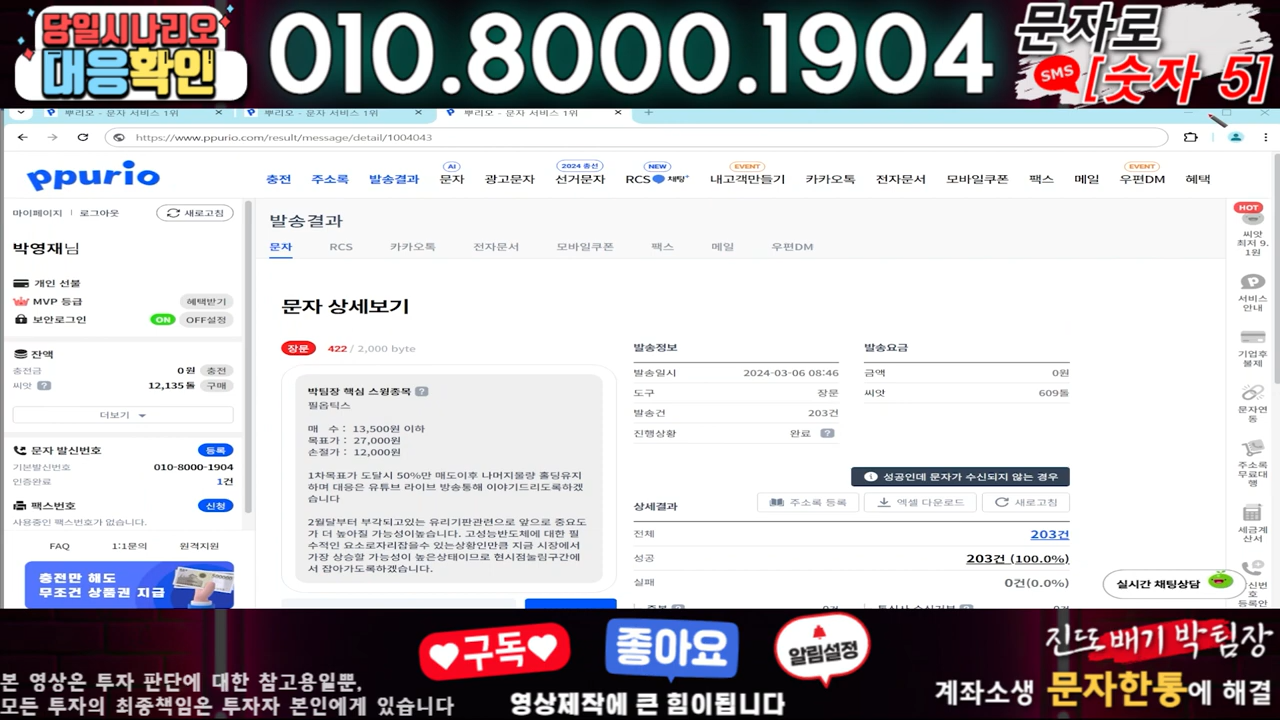 당일시나리오
대응확인
010.8000.1904
문자로
SMS [숫자 5]
뿌리오 - 문자 서비스 1위
뿌리오 - 문자 서비스 1위
뿌리오 - 문자 서비스 1위
https://www.ppurio.com/result/message/detail/1004043
ppurio
AI
2024 총선
NEW
EVENT
EVENT
충전 주소록 발송결과 문자 광고문자 선거문자 RCS 채팅+ 내고객만들기 카카오톡 전자문서 모바일쿠폰 팩스 메일 우편DM 혜택
마이페이지 | 로그아웃 새로고침
박영재님
개인 선불
MVP 등급 혜택받기
보안로그인 ON OFF설정
잔액
충전금 0원 충전
씨앗 ? 12,135톨 구매
더보기
문자 발신번호 등록
기본발신번호 010-8000-1904
인증완료 1건
팩스번호 신청
사용중인 팩스번호가 없습니다.
FAQ 1:1문의 원격지원
충전만 해도
무조건 상품권 지급
발송결과
문자 RCS 카카오톡 전자문서 모바일쿠폰 팩스 메일 우편DM
문자 상세보기
장문 422 / 2,000 byte
박팀장 핵심 스윙종목 ?
필옵틱스
매 수 : 13,500원 이하
목표가 : 27,000원
손절가 : 12,000원
1차목표가 도달시 50%만 매도이후 나머지물량 홀딩유지
하며 대응은 유튜브 라이브 방송통해 이야기드리도록하겠
습니다
2월달부터 부각되고있는 유리기판관련으로 앞으로 중요도
가 더 높아질 가능성이높습니다. 고성능반도체에 대한 필
수적인 요소로자리잡을수 있는상황인만큼 지금 시장에서
가장 상승할 가능성이 높은상태이므로 현시점눌림구간에
서 잡아가도록하겠습니다.
발송정보
발송일시 2024-03-06 08:46
도구 장문
발송건 203건
진행상황 완료 ?
발송요금
금액 0원
씨앗 609톨
성공인데 문자가 수신되지 않는 경우
상세결과 주소록 등록 엑셀 다운로드 새로고침
전체 203건
성공 203건 (100.0%)
실패 0건(0.0%)
HOT
씨앗
최저 9.
1원
서비스
안내
기업후
불제
문자연
동
주소록
무료대
행
세금계
산서
등록안
실시간 채팅상담
구독
좋아요
알림설정
영상제작에 큰 힘이됩니다
본 영상은 투자 판단에 대한 참고용일뿐,
모든 투자의 최종책임은 투자자 본인에게 있습니다
진또배기 박팀장
계좌소생 문자한통에 해결